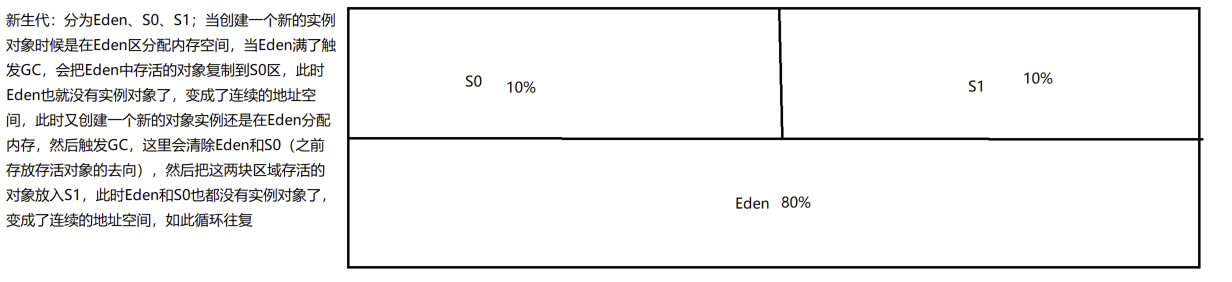 新生代：分为Eden、S0、S1；当创建一个新的实例
对象时候是在Eden区分配内存空间，当Eden满了触
发GC，会把Eden中存活的对象复制到S0区，此时
Eden也就没有实例对象了，变成了连续的地址空
间，此时又创建一个新的对象实例还是在Eden分配
内存，然后触发GC，这里会清除Eden和S0（之前
存放存活对象的去向），然后把这两块区域存活的
对象放入S1，此时Eden和S0也都没有实例对象了，
变成了连续的地址空间，如此循环往复
S0 10%
S1 10%
Eden 80%